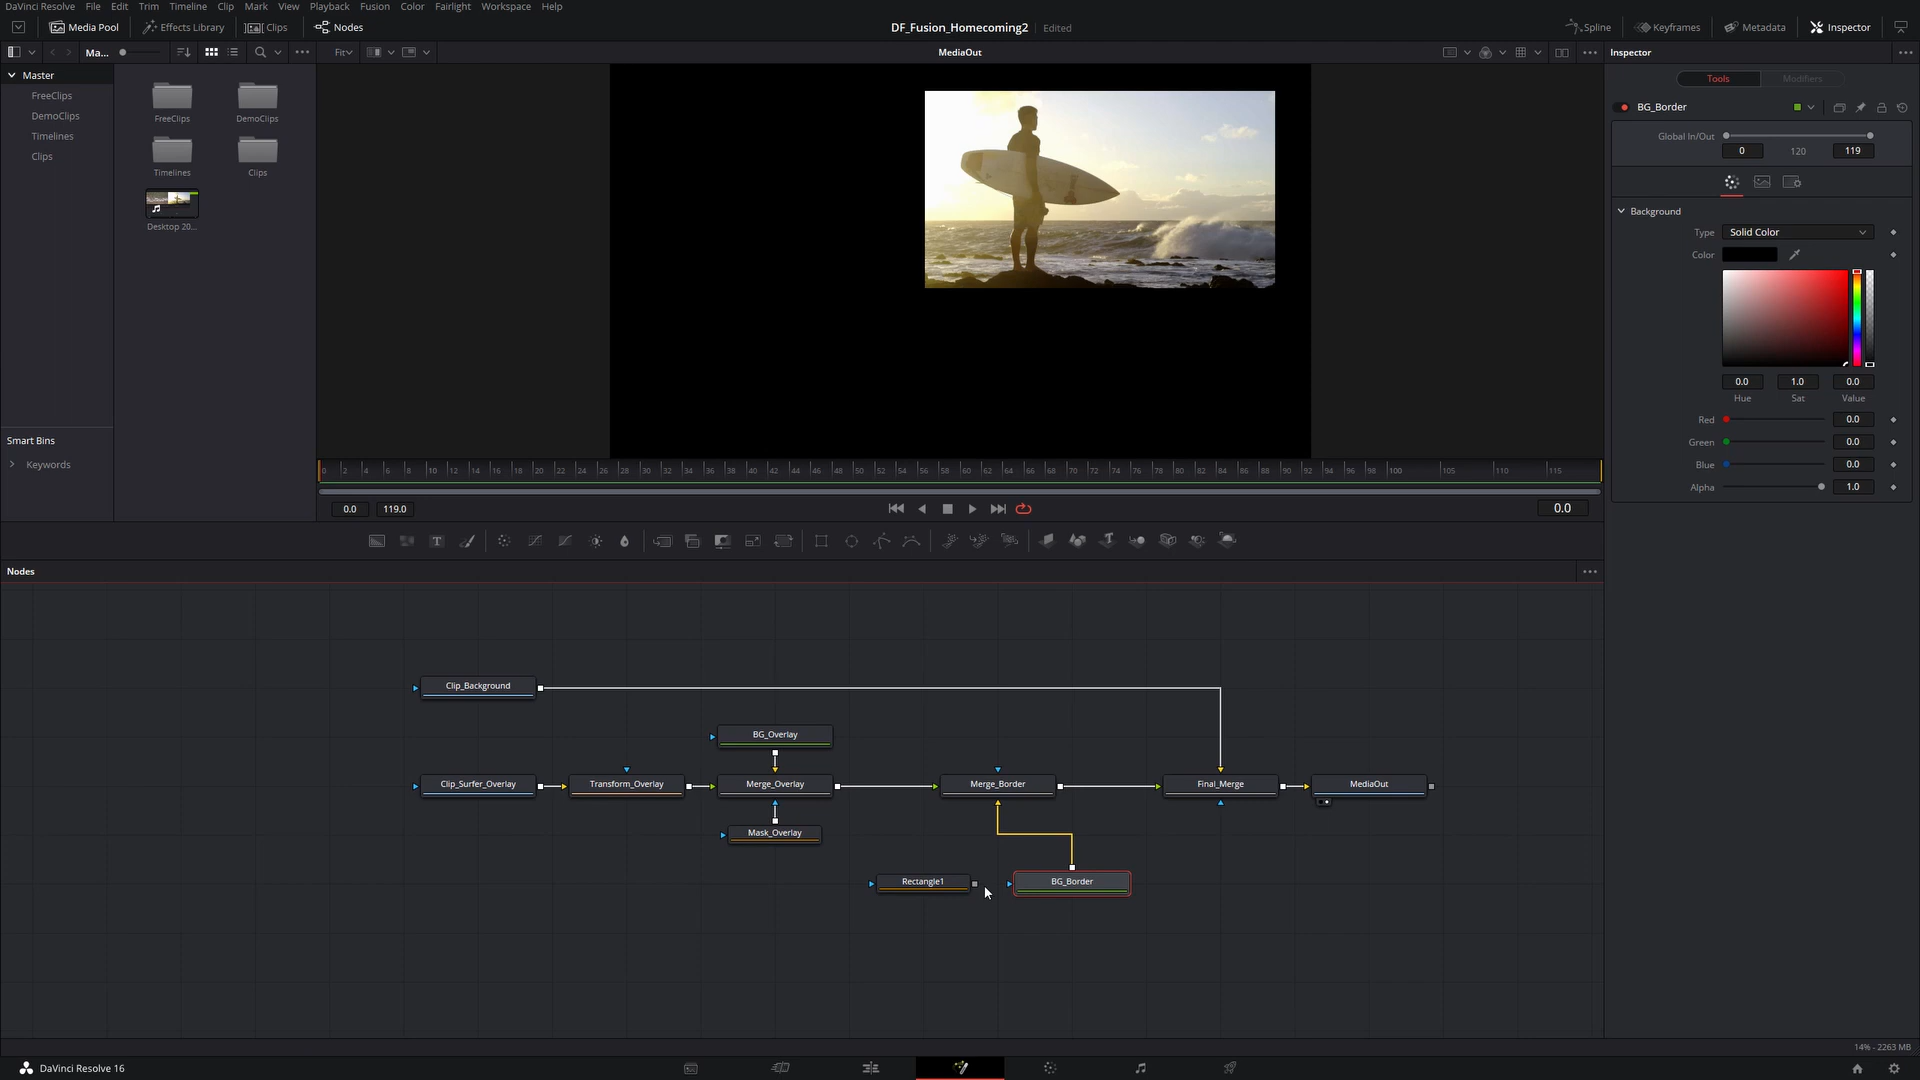 DaVinci Resolve File Edit Trim Timeline Clip Mark View Playback Fusion Color Fairlight Workspace Help
Media Pool Effects Library Clips Nodes DF_Fusion_Homecoming2 Edited Spline Keyframes Metadata Inspector
Ma... Fit MediaOut Inspector
Master
FreeClips
DemoClips
Timelines
Clips
FreeClips DemoClips
Timelines Clips
Desktop 20...
Smart Bins
Keywords
Tools Modifiers
BG_Border
Global In/Out
0 120 119
Background
Type Solid Color
Color
0.0 1.0 0.0
Hue Sat Value
Red 0.0
Green 0.0
Blue 0.0
Alpha 1.0
0 2 4 6 8 10 12 14 16 18 20 22 24 26 28 30 32 34 36 38 40 42 44 46 48 50 52 54 56 58 60 62 64 66 68 70 72 74 76 78 80 82 84 86 88 90 92 94 96 98 100 105 110 115
0.0 119.0 0.0
Nodes
Clip_Background
BG_Overlay
Clip_Surfer_Overlay Transform_Overlay Merge_Overlay Merge_Border Final_Merge MediaOut
Mask_Overlay
Rectangle1 BG_Border
14% - 2263 MB
DaVinci Resolve 16